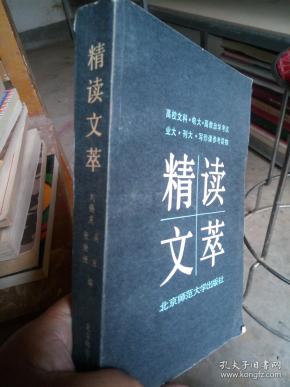 精读文萃
高校文科·电大·高教自学考试
业大·刊大·写作课参考读物
精读
文萃
北京师范大学出版社
孔夫子旧书网